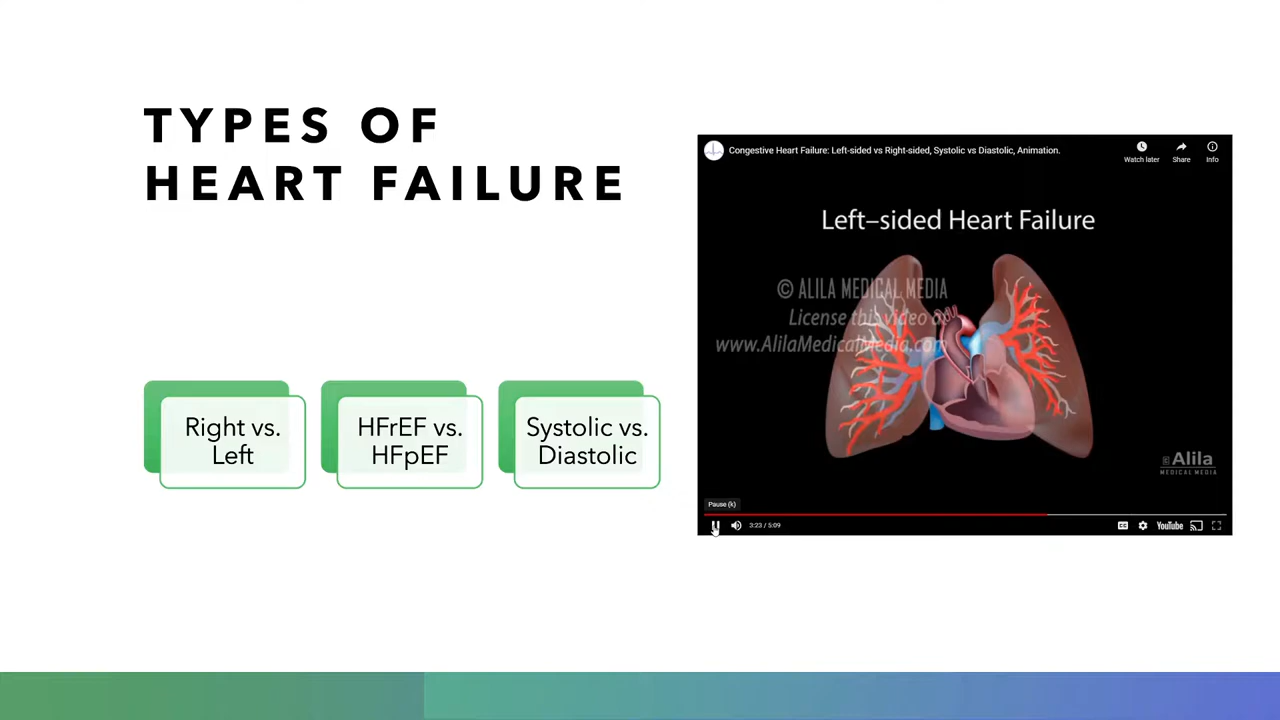 TYPES OF
HEART FAILURE
Right vs.
Left
HFrEF vs.
HFpEF
Systolic vs.
Diastolic
Congestive Heart Failure: Left-sided vs Right-sided, Systolic vs Diastolic, Animation.
Watch later
Share
Info
Left–sided Heart Failure
© ALILA MEDICAL MEDIA
License this video at
www.AlilaMedicalMedia.com
Alila
MEDICAL MEDIA
Pause (k)
3:23 / 5:09
CC
YouTube